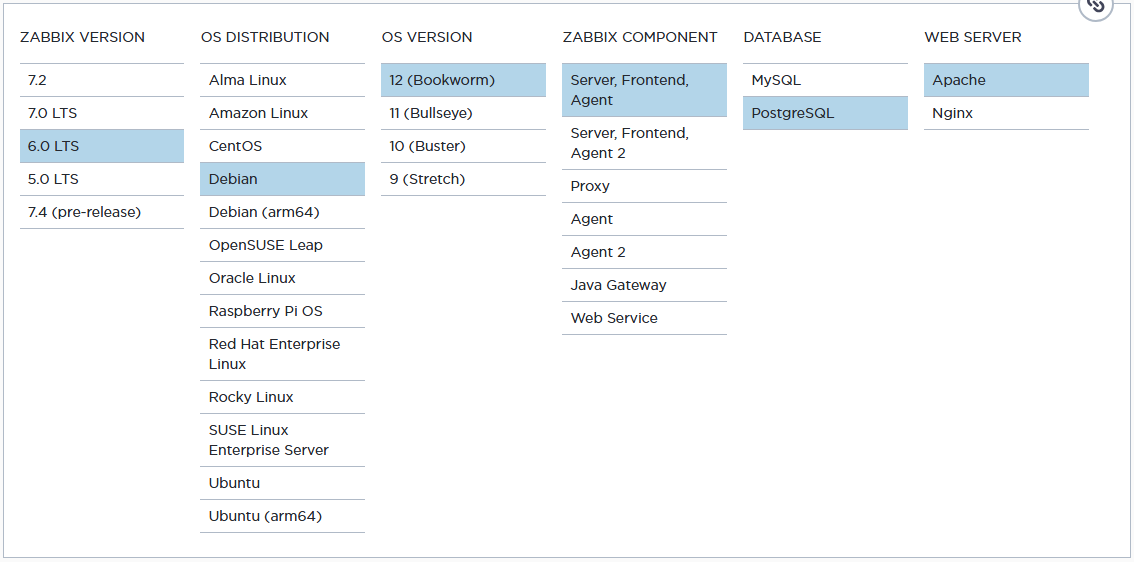 ZABBIX VERSION
7.2
7.0 LTS
6.0 LTS
5.0 LTS
7.4 (pre-release)
OS DISTRIBUTION
Alma Linux
Amazon Linux
CentOS
Debian
Debian (arm64)
OpenSUSE Leap
Oracle Linux
Raspberry Pi OS
Red Hat Enterprise
Linux
Rocky Linux
SUSE Linux
Enterprise Server
Ubuntu
Ubuntu (arm64)
OS VERSION
12 (Bookworm)
11 (Bullseye)
10 (Buster)
9 (Stretch)
ZABBIX COMPONENT
Server, Frontend,
Agent
Server, Frontend,
Agent 2
Proxy
Agent
Agent 2
Java Gateway
Web Service
DATABASE
MySQL
PostgreSQL
WEB SERVER
Apache
Nginx